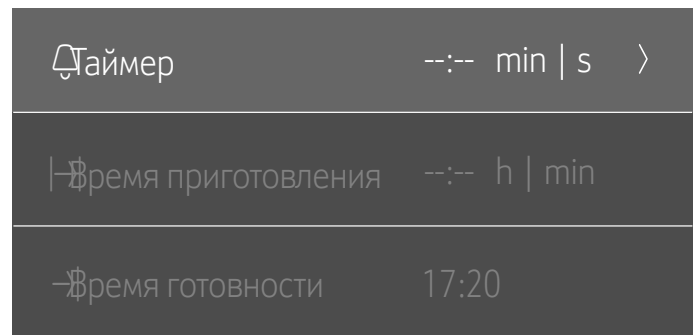 Таймер --:-- min | s 〉
Время приготовления --:-- h | min
Время готовности 17:20